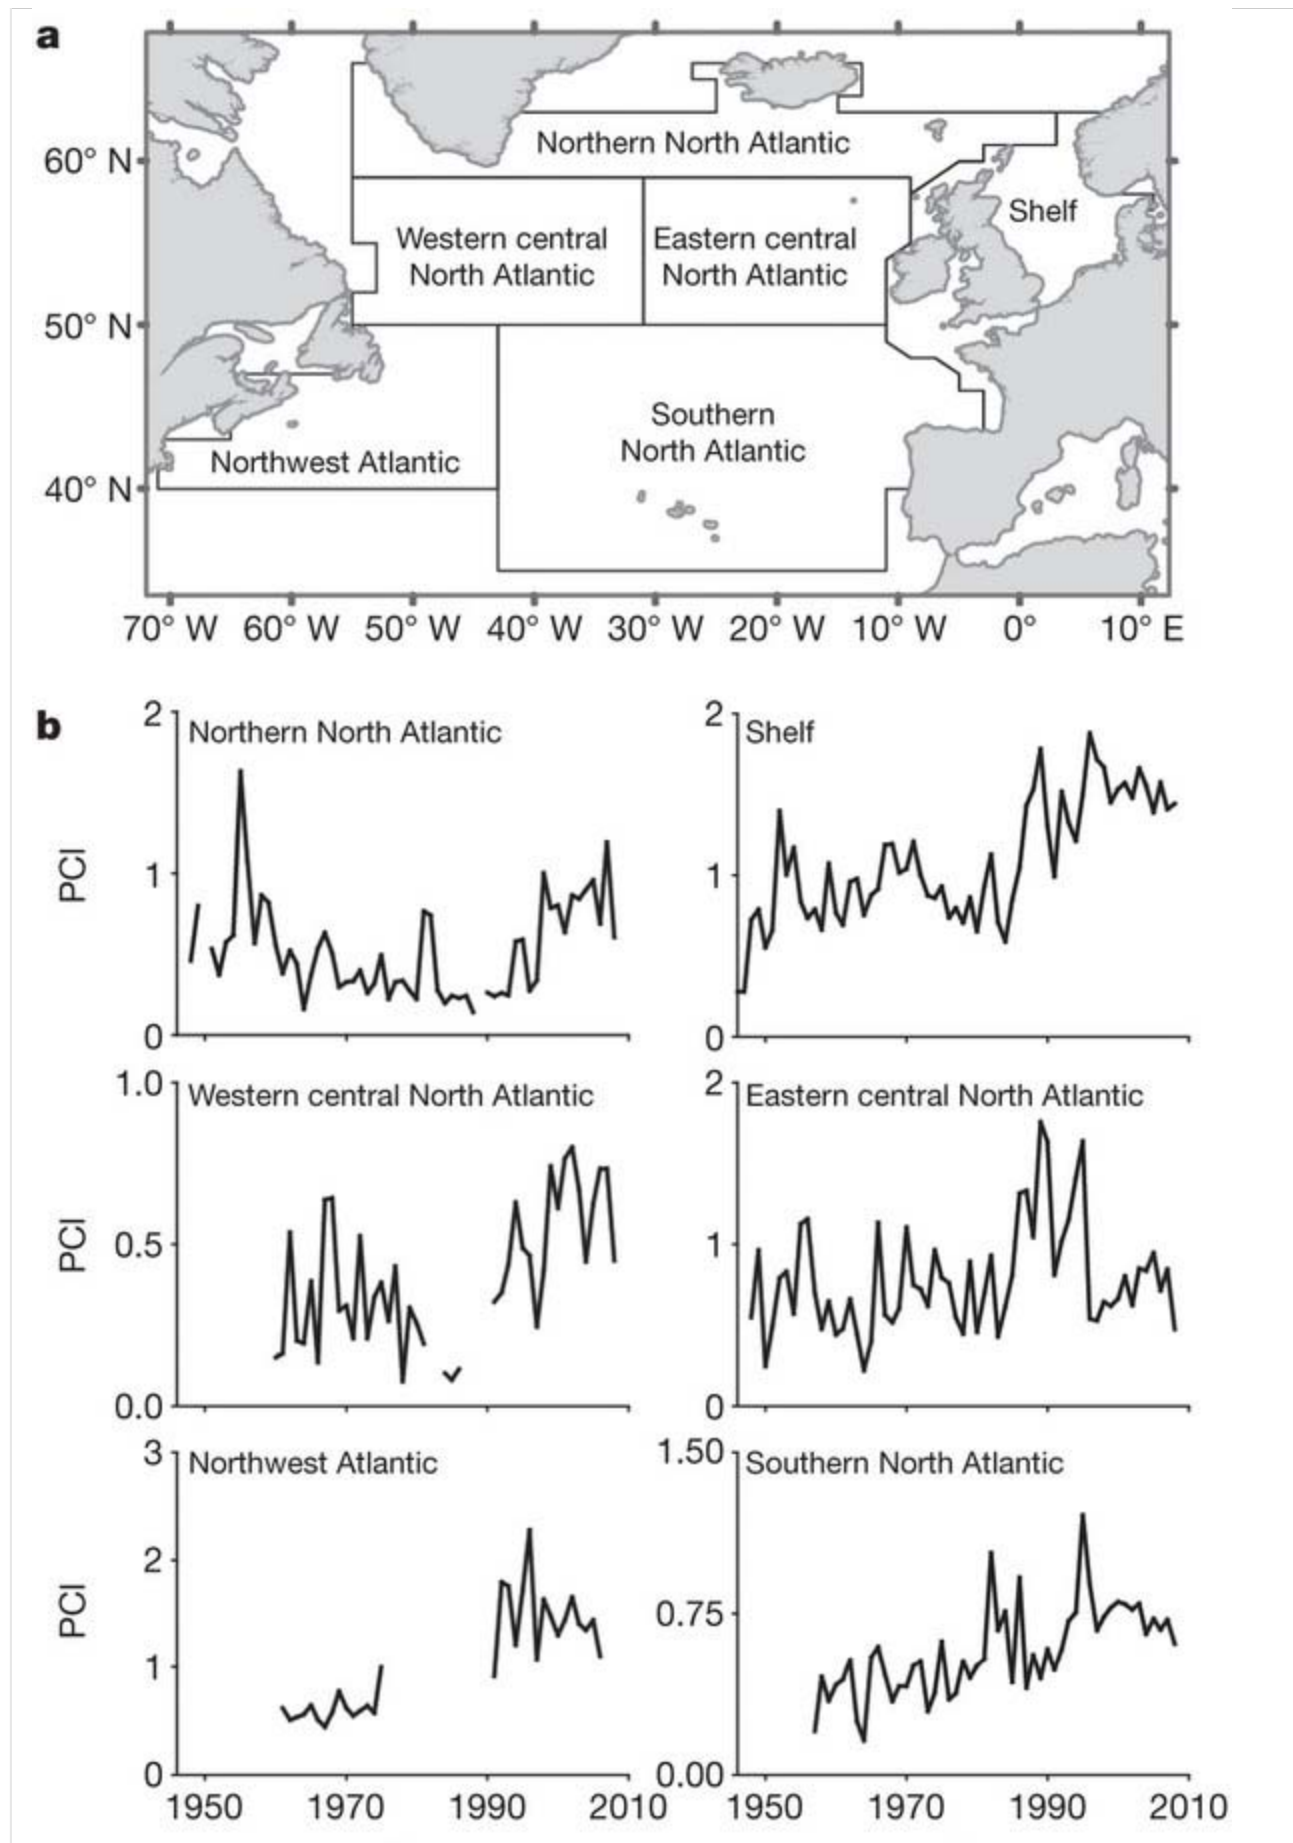 a
60° N
50° N
40° N
Northern North Atlantic
Shelf
Western central
North Atlantic
Eastern central
North Atlantic
Southern
North Atlantic
Northwest Atlantic
70° W 60° W 50° W 40° W 30° W 20° W 10° W 0° 10° E
b
Northern North Atlantic
PCI
2
1
0
Shelf
2
1
0
Western central North Atlantic
PCI
1.0
0.5
0.0
Eastern central North Atlantic
2
1
0
Northwest Atlantic
PCI
3
2
1
0
1950 1970 1990 2010
Southern North Atlantic
1.50
0.75
0.00
1950 1970 1990 2010